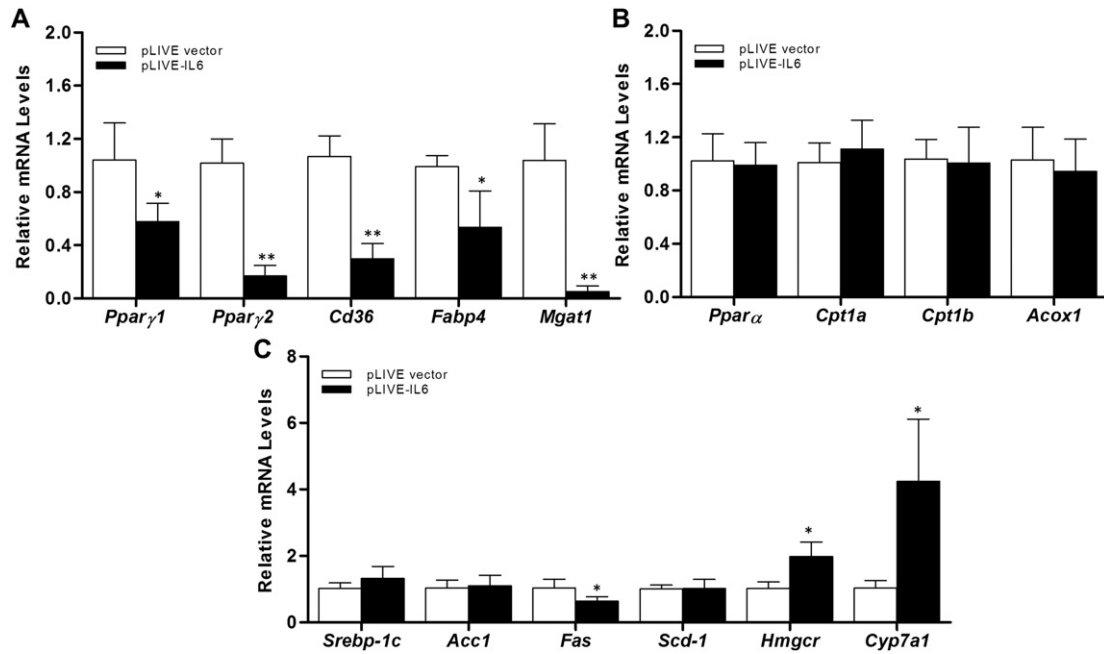 A
Relative mRNA Levels
2.0
1.6
1.2
0.8
0.4
0.0
pLIVE vector
pLIVE-IL6
*
**
**
*
**
Pparγ1 Pparγ2 Cd36 Fabp4 Mgat1
B
Relative mRNA Levels
2.0
1.6
1.2
0.8
0.4
0.0
pLIVE vector
pLIVE-IL6
Pparα Cpt1a Cpt1b Acox1
C
Relative mRNA Levels
8
6
4
2
0
pLIVE vector
pLIVE-IL6
*
*
*
Srebp-1c Acc1 Fas Scd-1 Hmgcr Cyp7a1